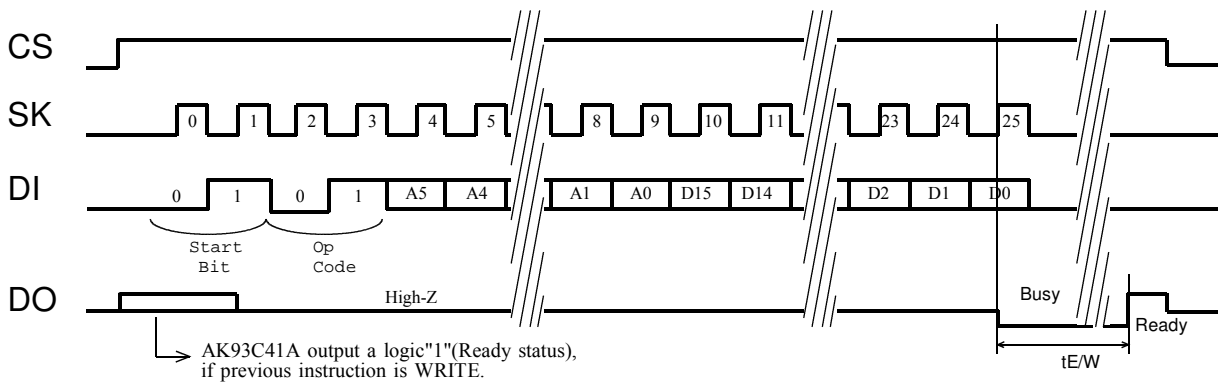 CS
SK
0 1 2 3 4 5 8 9 10 11 23 24 25
DI
0 1 0 1 A5 A4 A1 A0 D15 D14 D2 D1 D0
Start
Bit
Op
Code
DO
High-Z
Busy
Ready
AK93C41A output a logic"1"(Ready status),
if previous instruction is WRITE.
tE/W